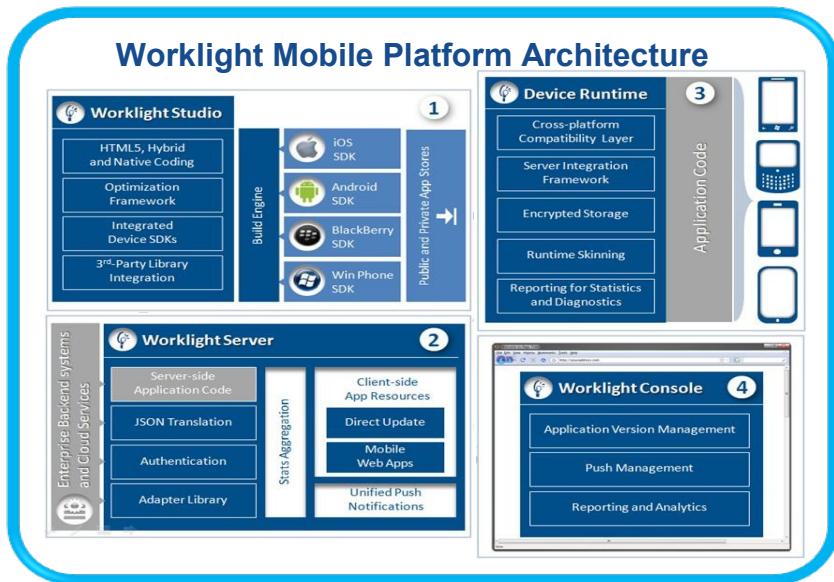 Worklight Mobile Platform Architecture
Worklight Studio
1
HTML5, Hybrid
and Native Coding
Optimization
Framework
Integrated
Device SDKs
3rd-Party Library
Integration
Build Engine
iOS
SDK
Android
SDK
BlackBerry
SDK
Win Phone
SDK
Public and Private App Stores
Worklight Server
2
Enterprise Backend systems
and Cloud Services
Server-side
Application Code
JSON Translation
Authentication
Adapter Library
Stats Aggregation
Client-side
App Resources
Direct Update
Mobile
Web Apps
Unified Push
Notifications
Device Runtime
3
Cross-platform
Compatibility Layer
Server Integration
Framework
Encrypted Storage
Runtime Skinning
Reporting for Statistics
and Diagnostics
Application Code
Worklight Console
4
Application Version Management
Push Management
Reporting and Analytics